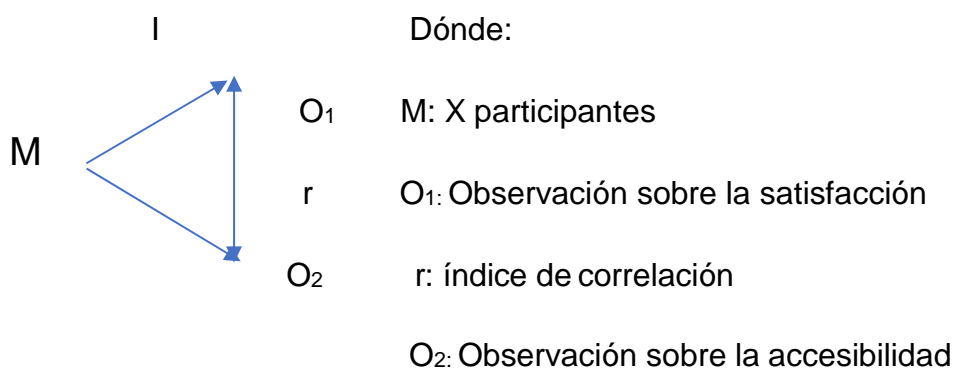 I Dónde:
O₁ M: X participantes
M
r O₁: Observación sobre la satisfacción
O₂ r: índice de correlación
O₂: Observación sobre la accesibilidad